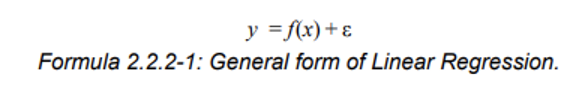 y = f(x) + ε
Formula 2.2.2-1: General form of Linear Regression.